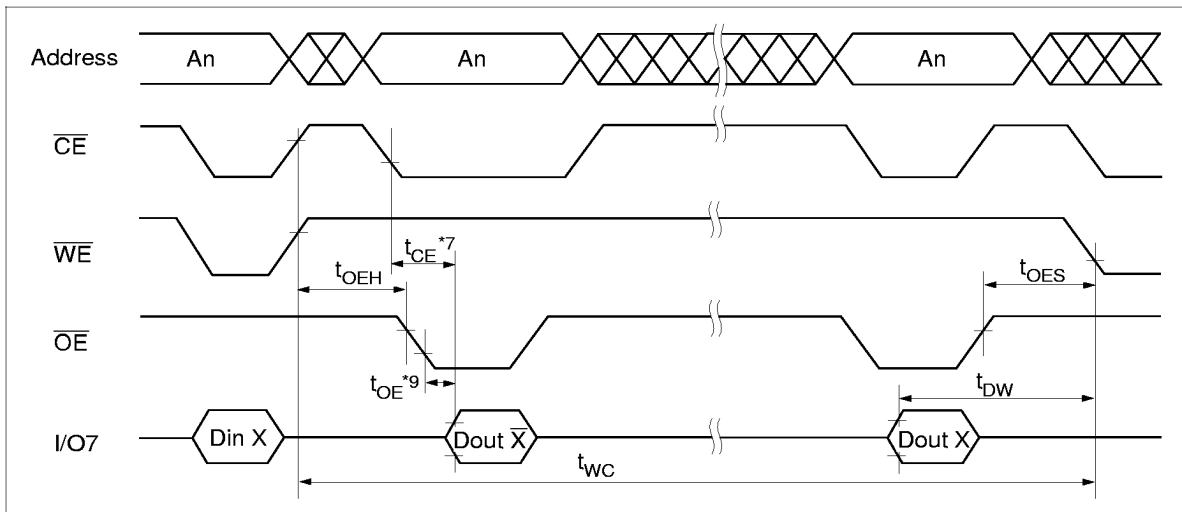 Address An An An
CE
WE
tCE*7
tOEH tOES
OE
tOE*9 tDW
I/O7 Din X Dout X̅ Dout X
tWC